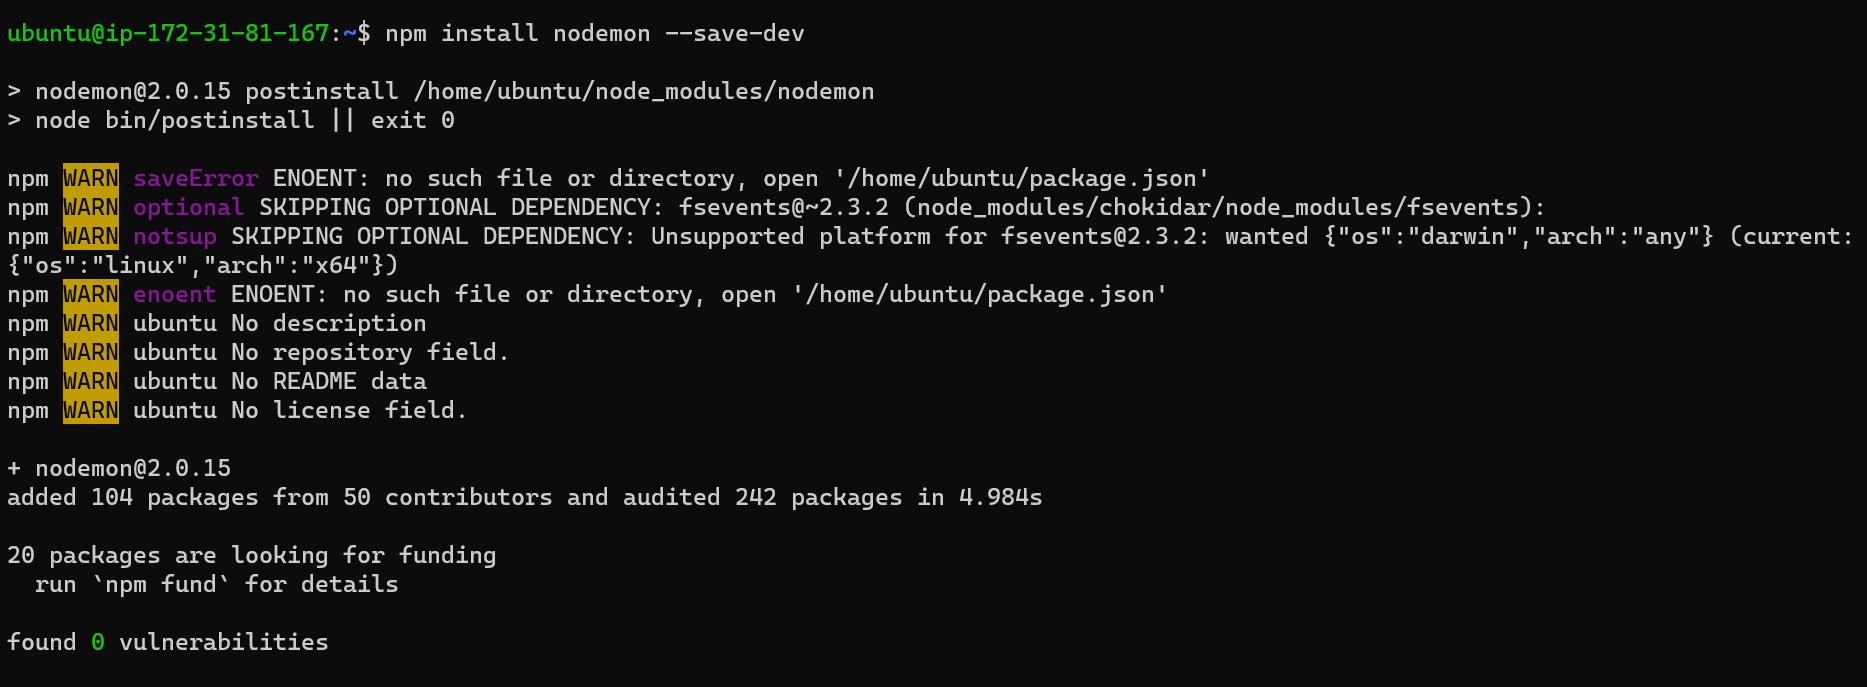 ubuntu@ip-172-31-81-167:~$ npm install nodemon --save-dev
> nodemon@2.0.15 postinstall /home/ubuntu/node_modules/nodemon
> node bin/postinstall || exit 0
npm WARN saveError ENOENT: no such file or directory, open '/home/ubuntu/package.json'
npm WARN optional SKIPPING OPTIONAL DEPENDENCY: fsevents@~2.3.2 (node_modules/chokidar/node_modules/fsevents):
npm WARN notsup SKIPPING OPTIONAL DEPENDENCY: Unsupported platform for fsevents@2.3.2: wanted {"os":"darwin","arch":"any"} (current:
{"os":"linux","arch":"x64"})
npm WARN enoent ENOENT: no such file or directory, open '/home/ubuntu/package.json'
npm WARN ubuntu No description
npm WARN ubuntu No repository field.
npm WARN ubuntu No README data
npm WARN ubuntu No license field.
+ nodemon@2.0.15
added 104 packages from 50 contributors and audited 242 packages in 4.984s
20 packages are looking for funding
  run `npm fund` for details
found 0 vulnerabilities